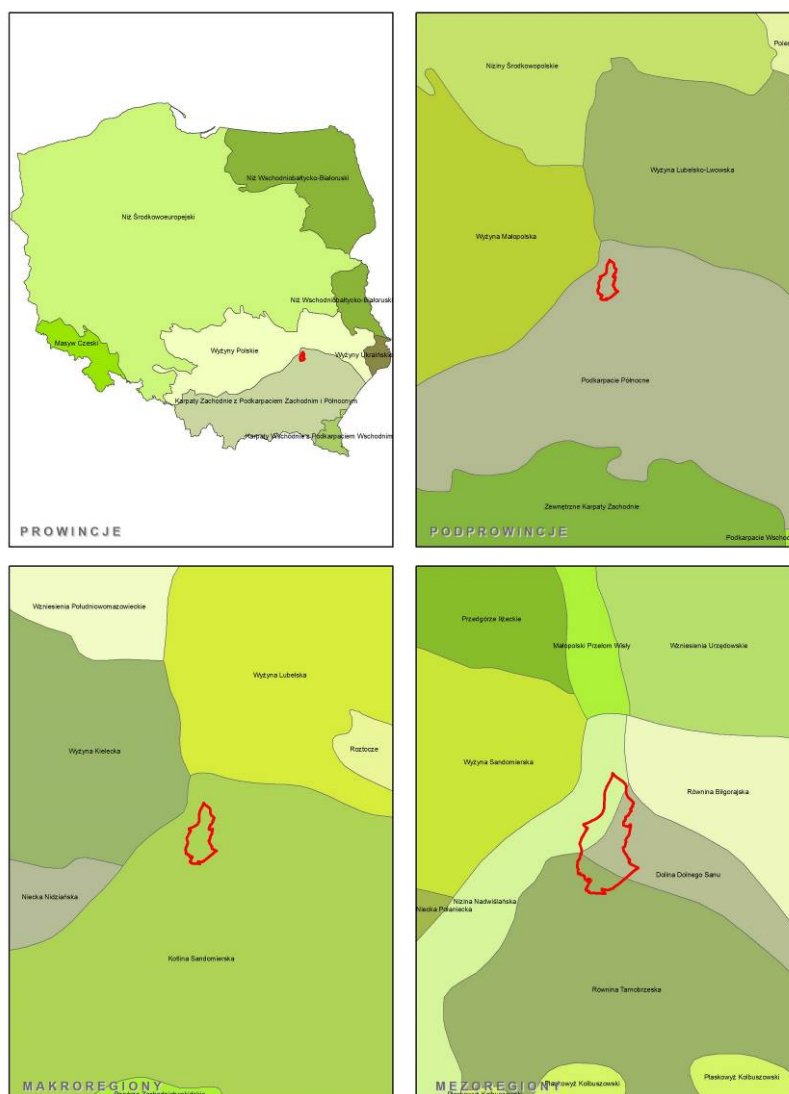 Niż Wschodniobałtycko-Białoruski
Niż Środkowoeuropejski
Niż Wschodniobałtycko-Białoruski
Masyw Czeski
Wyżyny Polskie
Wyżyny Ukraińskie
Karpaty Zachodnie z Podkarpaciem Zachodnim i Północnym
Karpaty Wschodnie z Podkarpaciem Wschodnim
PROWINCJE
Niziny Środkowopolskie
Wyżyna Lubelsko-Lwowska
Wyżyna Małopolska
Podkarpacie Północne
Zewnętrzne Karpaty Zachodnie
PODPROWINCJE
Podkarpacie
Wzniesienia Południowomazowieckie
Wyżyna Lubelska
Wyżyna Kielecka
Roztocze
Niecka Nidziańska
Kotlina Sandomierska
MAKROREGIONY
Przedgórze Iłżeckie
Małopolski Przełom Wisły
Wzniesienia Urzędowskie
Wyżyna Sandomierska
Równina Biłgorajska
Dolina Dolnego Sanu
Nizina Nadwiślańska
Niecka Połaniecka
Równina Tarnobrzeska
Płaskowyż Kolbuszowski
MEZOREGIONY
Płaskowyż Kolbuszowski
Płaskowyż Kolbuszowski